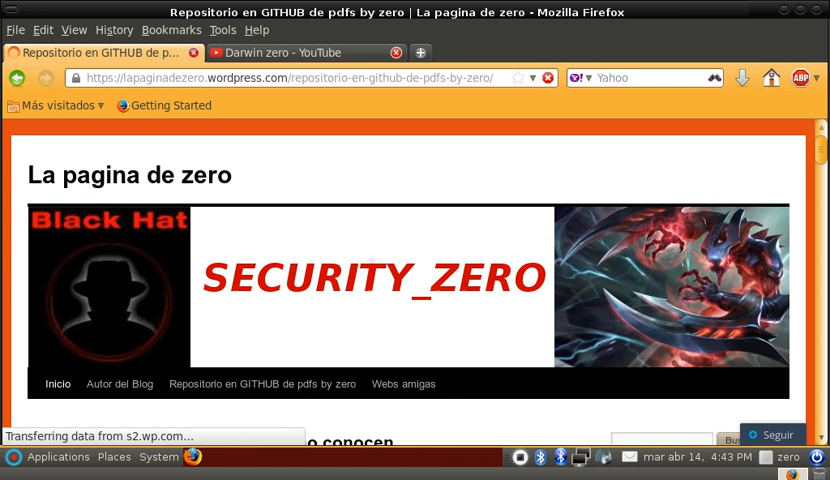 Repositorio en GITHUB de pdfs by zero | La pagina de zero - Mozilla Firefox
File Edit View History Bookmarks Tools Help
Repositorio en GITHUB de p... Darwin zero - YouTube
https://lapaginadezero.wordpress.com/repositorio-en-github-de-pdfs-by-zero/ Y! Yahoo ABP
Más visitados Getting Started
La pagina de zero
Black Hat
SECURITY_ZERO
Inicio Autor del Blog Repositorio en GITHUB de pdfs by zero Webs amigas
Transferring data from s2.wp.com... conocen Seguir
Applications Places System mar abr 14, 4:43 PM zero